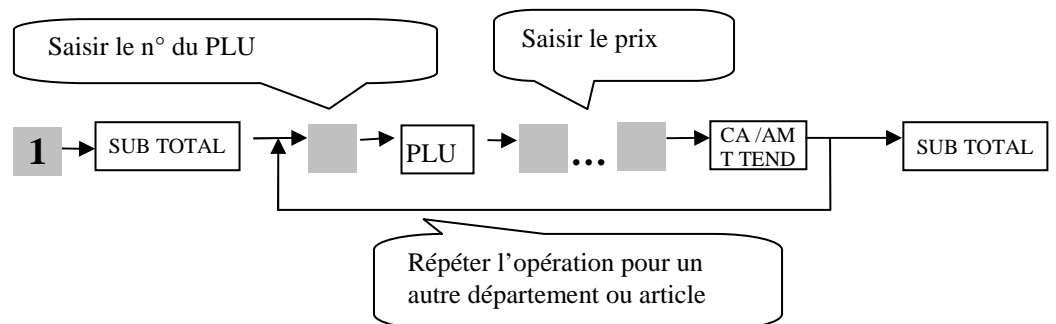 Saisir le n° du PLU
Saisir le prix
1
SUB TOTAL
PLU
...
CA /AM
T TEND
SUB TOTAL
Répéter l’opération pour un
autre département ou article